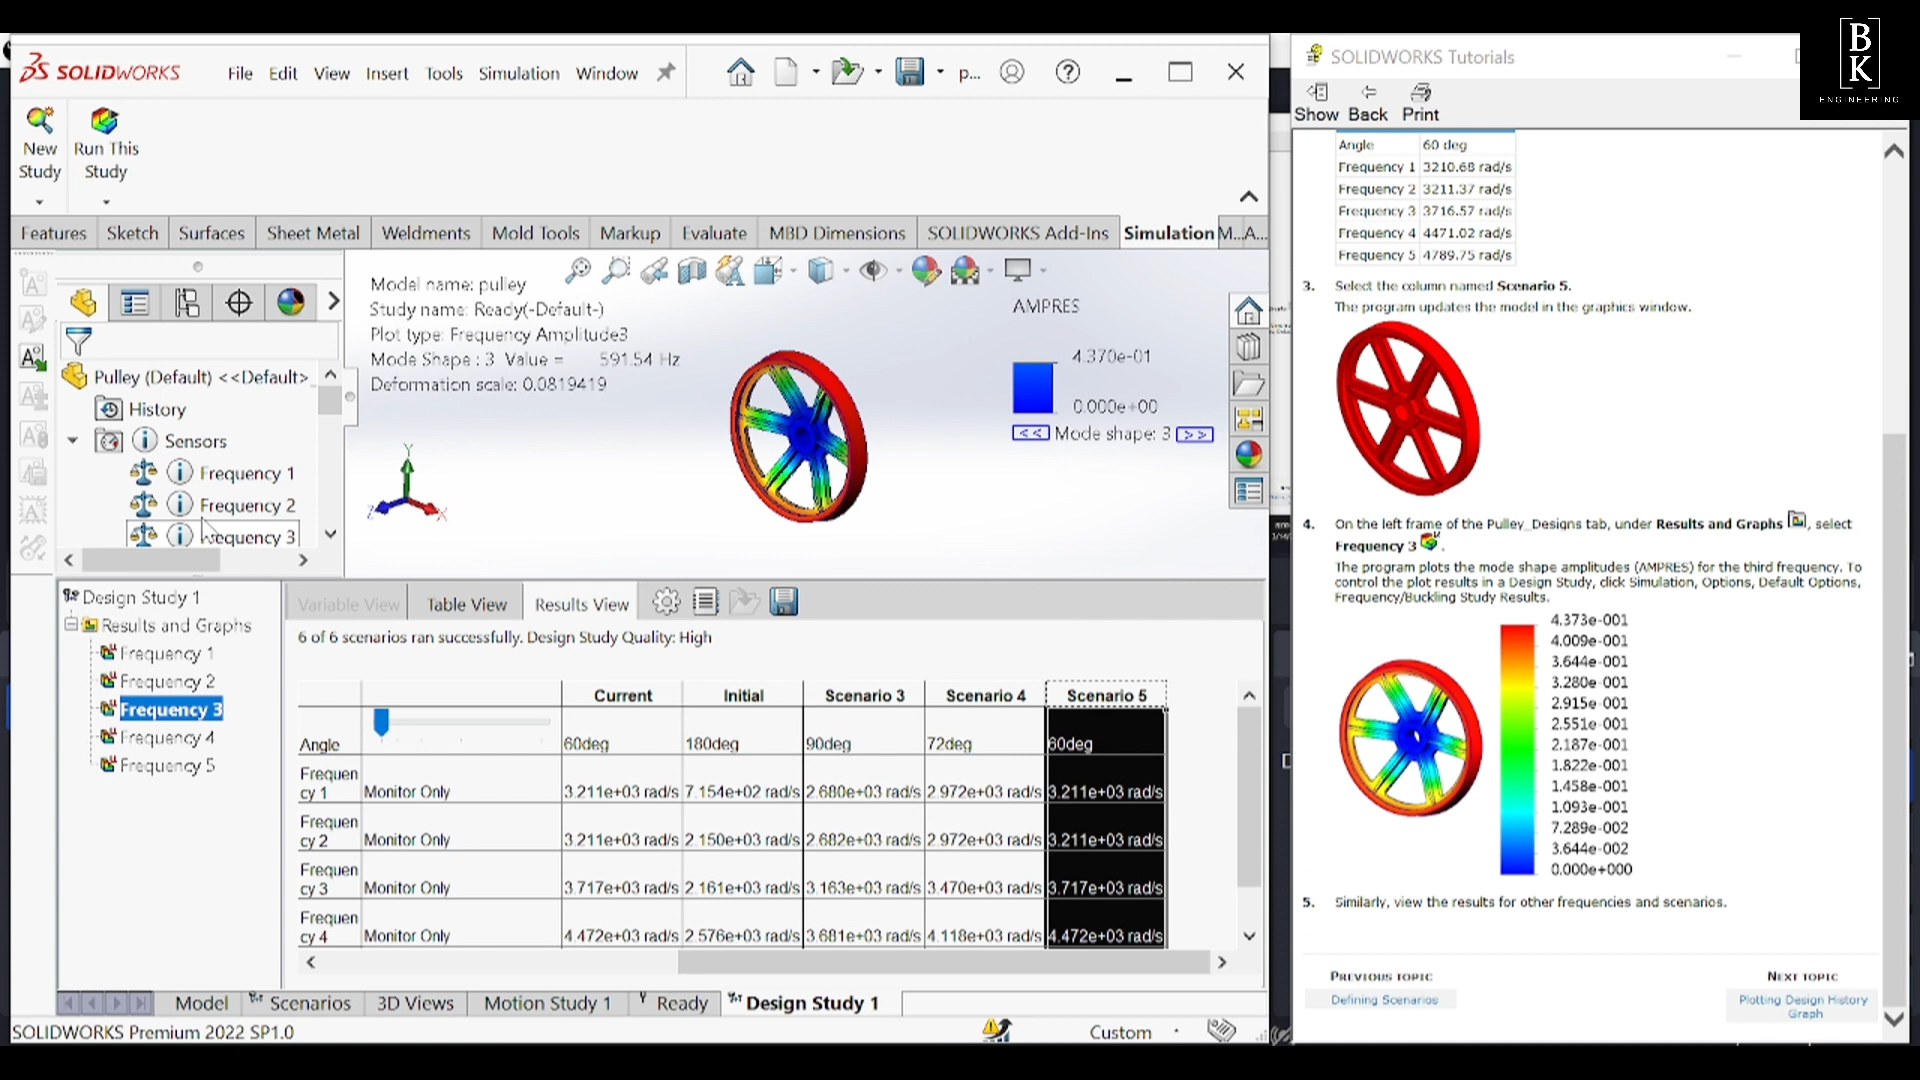 SOLIDWORKS
File Edit View Insert Tools Simulation Window p...
New Study
Run This Study
Features Sketch Surfaces Sheet Metal Weldments Mold Tools Markup Evaluate MBD Dimensions SOLIDWORKS Add-Ins Simulation M... A...
Pulley (Default) <<Default>_
History
Sensors
Frequency 1
Frequency 2
equency 3
Model name: pulley
Study name: Ready(-Default-)
Plot type: Frequency Amplitude3
Mode Shape : 3 Value = 591.54 Hz
Deformation scale: 0.0819419
Y
Z
X
AMPRES
4.370e-01
0.000e+00
<< Mode shape: 3 >>
Design Study 1
Results and Graphs
Frequency 1
Frequency 2
Frequency 3
Frequency 4
Frequency 5
Variable View Table View Results View
6 of 6 scenarios ran successfully. Design Study Quality: High
Current Initial Scenario 3 Scenario 4 Scenario 5
Angle 60deg 180deg 90deg 72deg 60deg
Frequency 1 Monitor Only 3.211e+03 rad/s 7.154e+02 rad/s 2.680e+03 rad/s 2.972e+03 rad/s 3.211e+03 rad/s
Frequency 2 Monitor Only 3.211e+03 rad/s 2.150e+03 rad/s 2.682e+03 rad/s 2.972e+03 rad/s 3.211e+03 rad/s
Frequency 3 Monitor Only 3.717e+03 rad/s 2.161e+03 rad/s 3.163e+03 rad/s 3.470e+03 rad/s 3.717e+03 rad/s
Frequency 4 Monitor Only 4.472e+03 rad/s 2.576e+03 rad/s 3.681e+03 rad/s 4.118e+03 rad/s 4.472e+03 rad/s
Model Scenarios 3D Views Motion Study 1 Ready Design Study 1
SOLIDWORKS Premium 2022 SP1.0
Custom
SOLIDWORKS Tutorials
BK
ENGINEERING
Show Back Print
Angle 60 deg
Frequency 1 3210.68 rad/s
Frequency 2 3211.37 rad/s
Frequency 3 3716.57 rad/s
Frequency 4 4471.02 rad/s
Frequency 5 4789.75 rad/s
3. Select the column named Scenario 5.
The program updates the model in the graphics window.
4. On the left frame of the Pulley_Designs tab, under Results and Graphs , select
Frequency 3 .
The program plots the mode shape amplitudes (AMPRES) for the third frequency. To
control the plot results in a Design Study, click Simulation, Options, Default Options,
Frequency/Buckling Study Results.
4.373e-001
4.009e-001
3.644e-001
3.280e-001
2.915e-001
2.551e-001
2.187e-001
1.822e-001
1.458e-001
1.093e-001
7.289e-002
3.644e-002
0.000e+000
5. Similarly, view the results for other frequencies and scenarios.
PREVIOUS TOPIC
Defining Scenarios
NEXT TOPIC
Plotting Design History
Graph